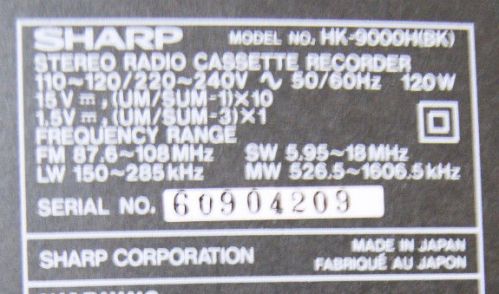 SHARP MODEL NO. HK-9000H(BK)
STEREO RADIO CASSETTE RECORDER
110~120/220~240V ∿ 50/60Hz 120W
15V ⎓, (UM/SUM-1)×10
1.5V ⎓, (UM/SUM-3)×1
FREQUENCY RANGE
FM 87.6~108MHz SW 5.95~18MHz
LW 150~285kHz MW 526.5~1606.5kHz
SERIAL NO. 60904209
SHARP CORPORATION
MADE IN JAPAN
FABRIQUÉ AU JAPON